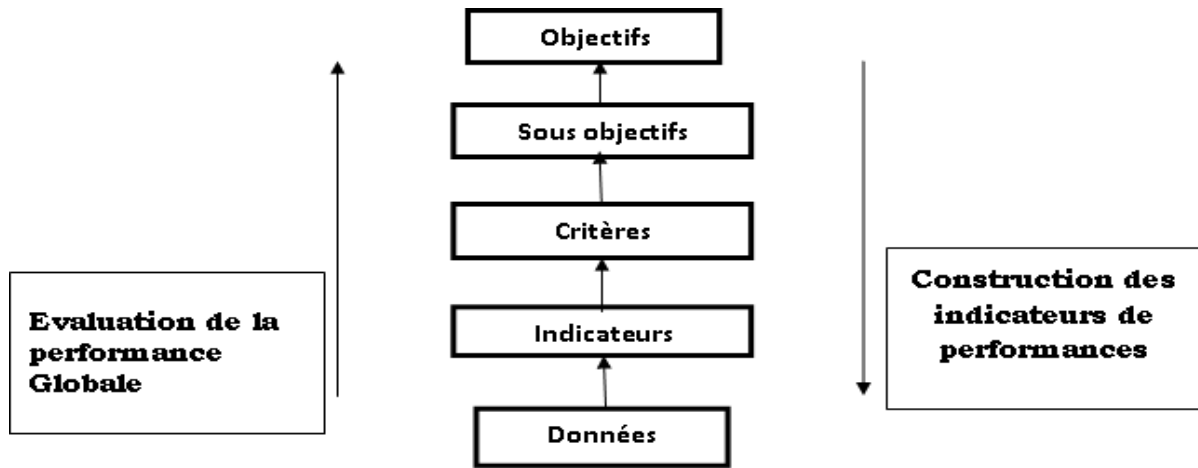 Objectifs
Sous objectifs
Critères
Indicateurs
Données
Evaluation de la
performance
Globale
Construction des
indicateurs de
performances